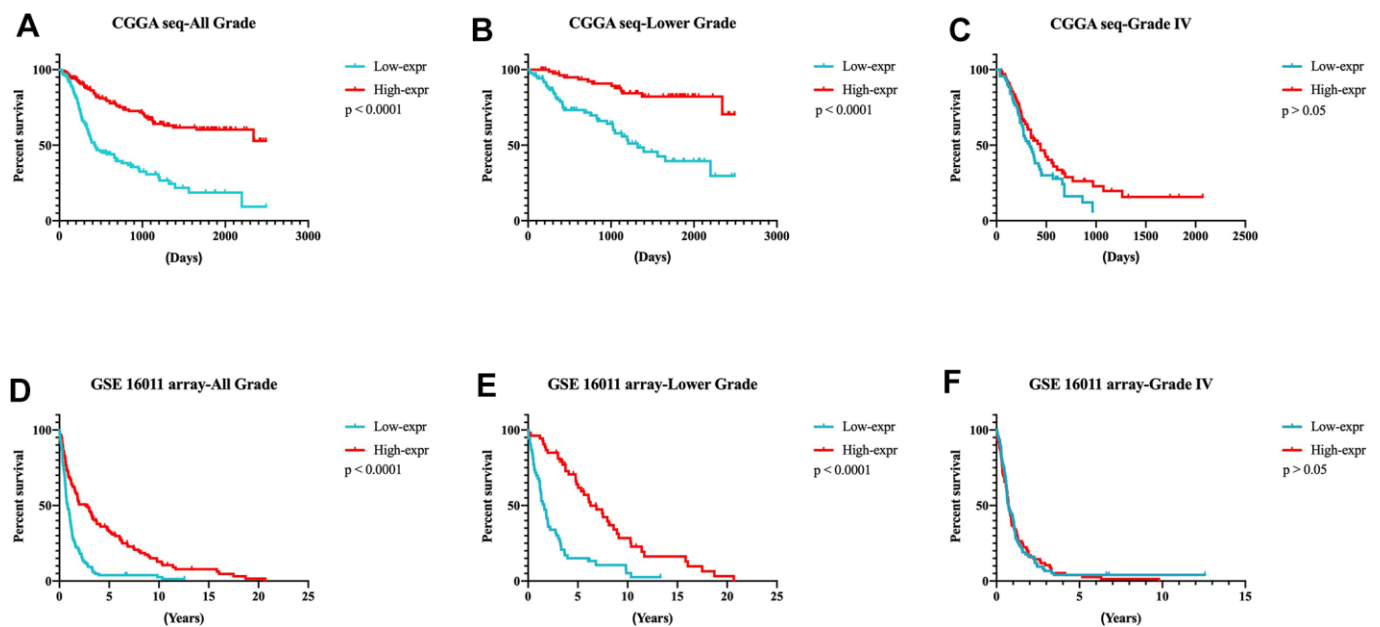 A
CGGA seq-All Grade
Percent survival
100
50
0
0 1000 2000 3000
(Days)
Low-expr
High-expr
p < 0.0001
B
CGGA seq-Lower Grade
Percent survival
100
50
0
0 1000 2000 3000
(Days)
Low-expr
High-expr
p < 0.0001
C
CGGA seq-Grade IV
Percent survival
100
50
0
0 500 1000 1500 2000 2500
(Days)
Low-expr
High-expr
p > 0.05
D
GSE 16011 array-All Grade
Percent survival
100
50
0
0 5 10 15 20 25
(Years)
Low-expr
High-expr
p < 0.0001
E
GSE 16011 array-Lower Grade
Percent survival
100
50
0
0 5 10 15 20 25
(Years)
Low-expr
High-expr
p < 0.0001
F
GSE 16011 array-Grade IV
Percent survival
100
50
0
0 5 10 15
(Years)
Low-expr
High-expr
p > 0.05